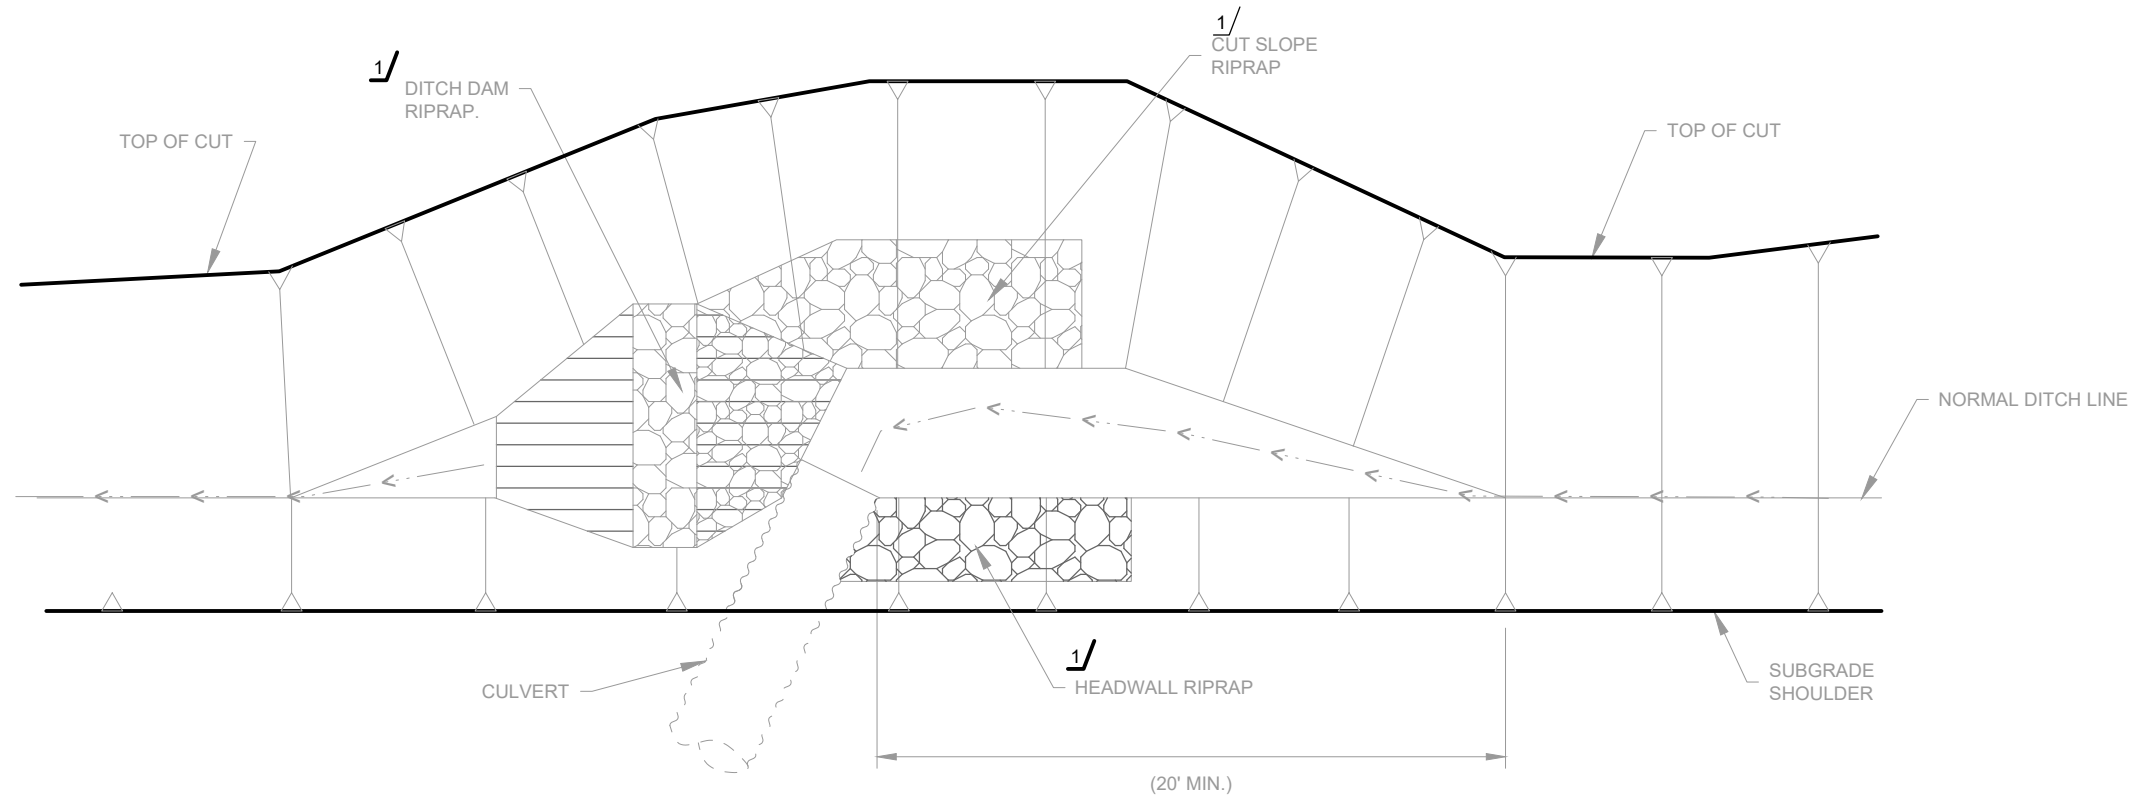 1/
CUT SLOPE
RIPRAP
1/
DITCH DAM
RIPRAP.
TOP OF CUT
TOP OF CUT
NORMAL DITCH LINE
1/
HEADWALL RIPRAP
CULVERT
SUBGRADE
SHOULDER
(20' MIN.)